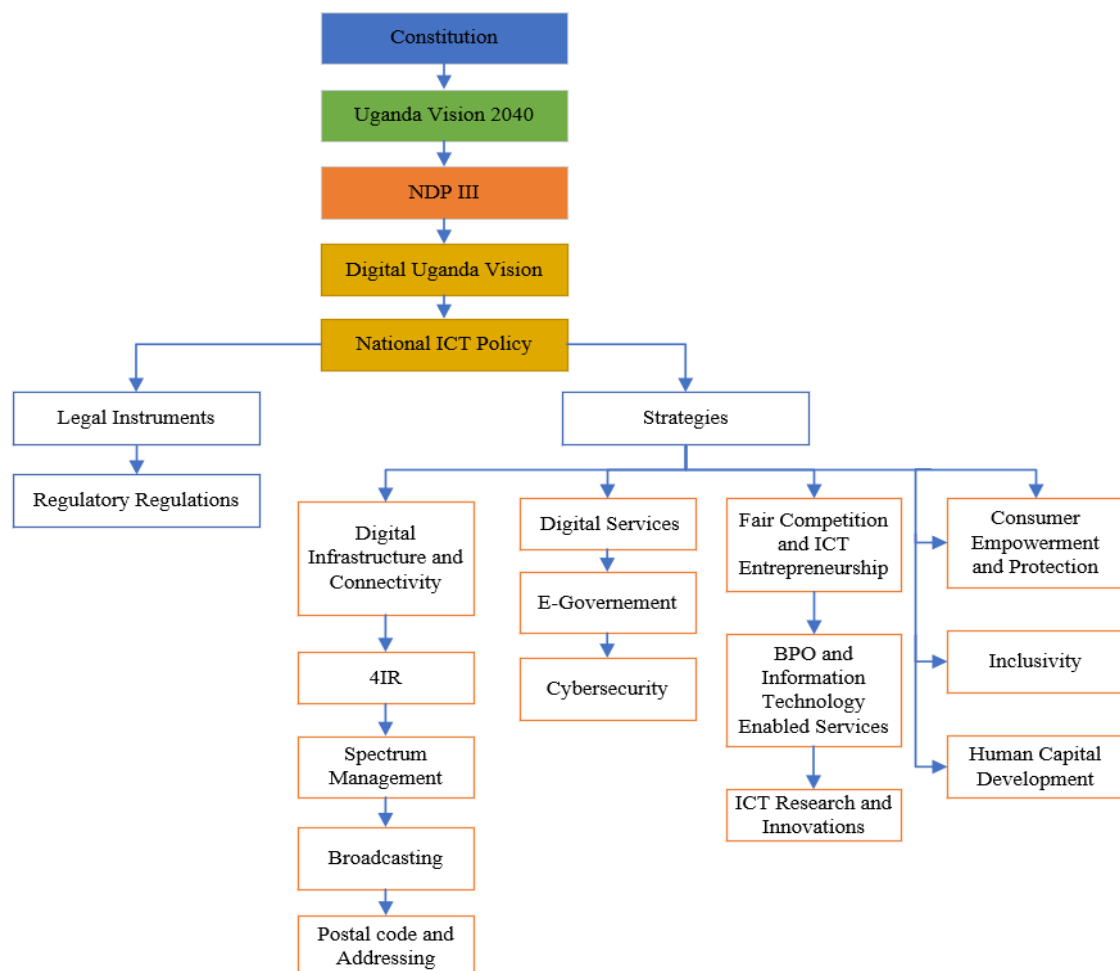 Constitution
Uganda Vision 2040
NDP III
Digital Uganda Vision
National ICT Policy
Legal Instruments
Strategies
Regulatory Regulations
Digital
Infrastructure and
Connectivity
4IR
Spectrum
Management
Broadcasting
Postal code and
Addressing
Digital Services
E-Governement
Cybersecurity
Fair Competition
and ICT
Entrepreneurship
BPO and
Information
Technology
Enabled Services
ICT Research and
Innovations
Consumer
Empowerment
and Protection
Inclusivity
Human Capital
Development